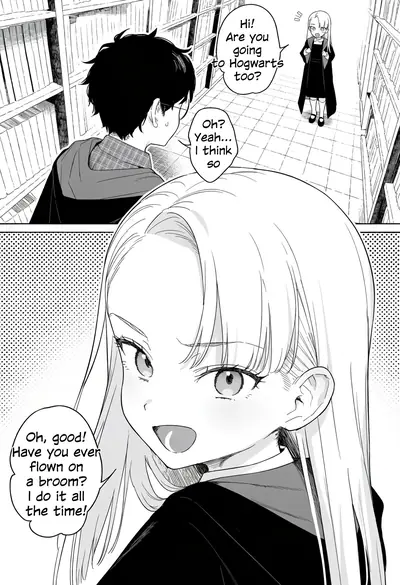 Hi!
Are you
going
to Hogwarts
too?
Oh?
Yeah...
I think
so
Oh, good!
Have you ever
flown on
a broom?
I do it all
the time!